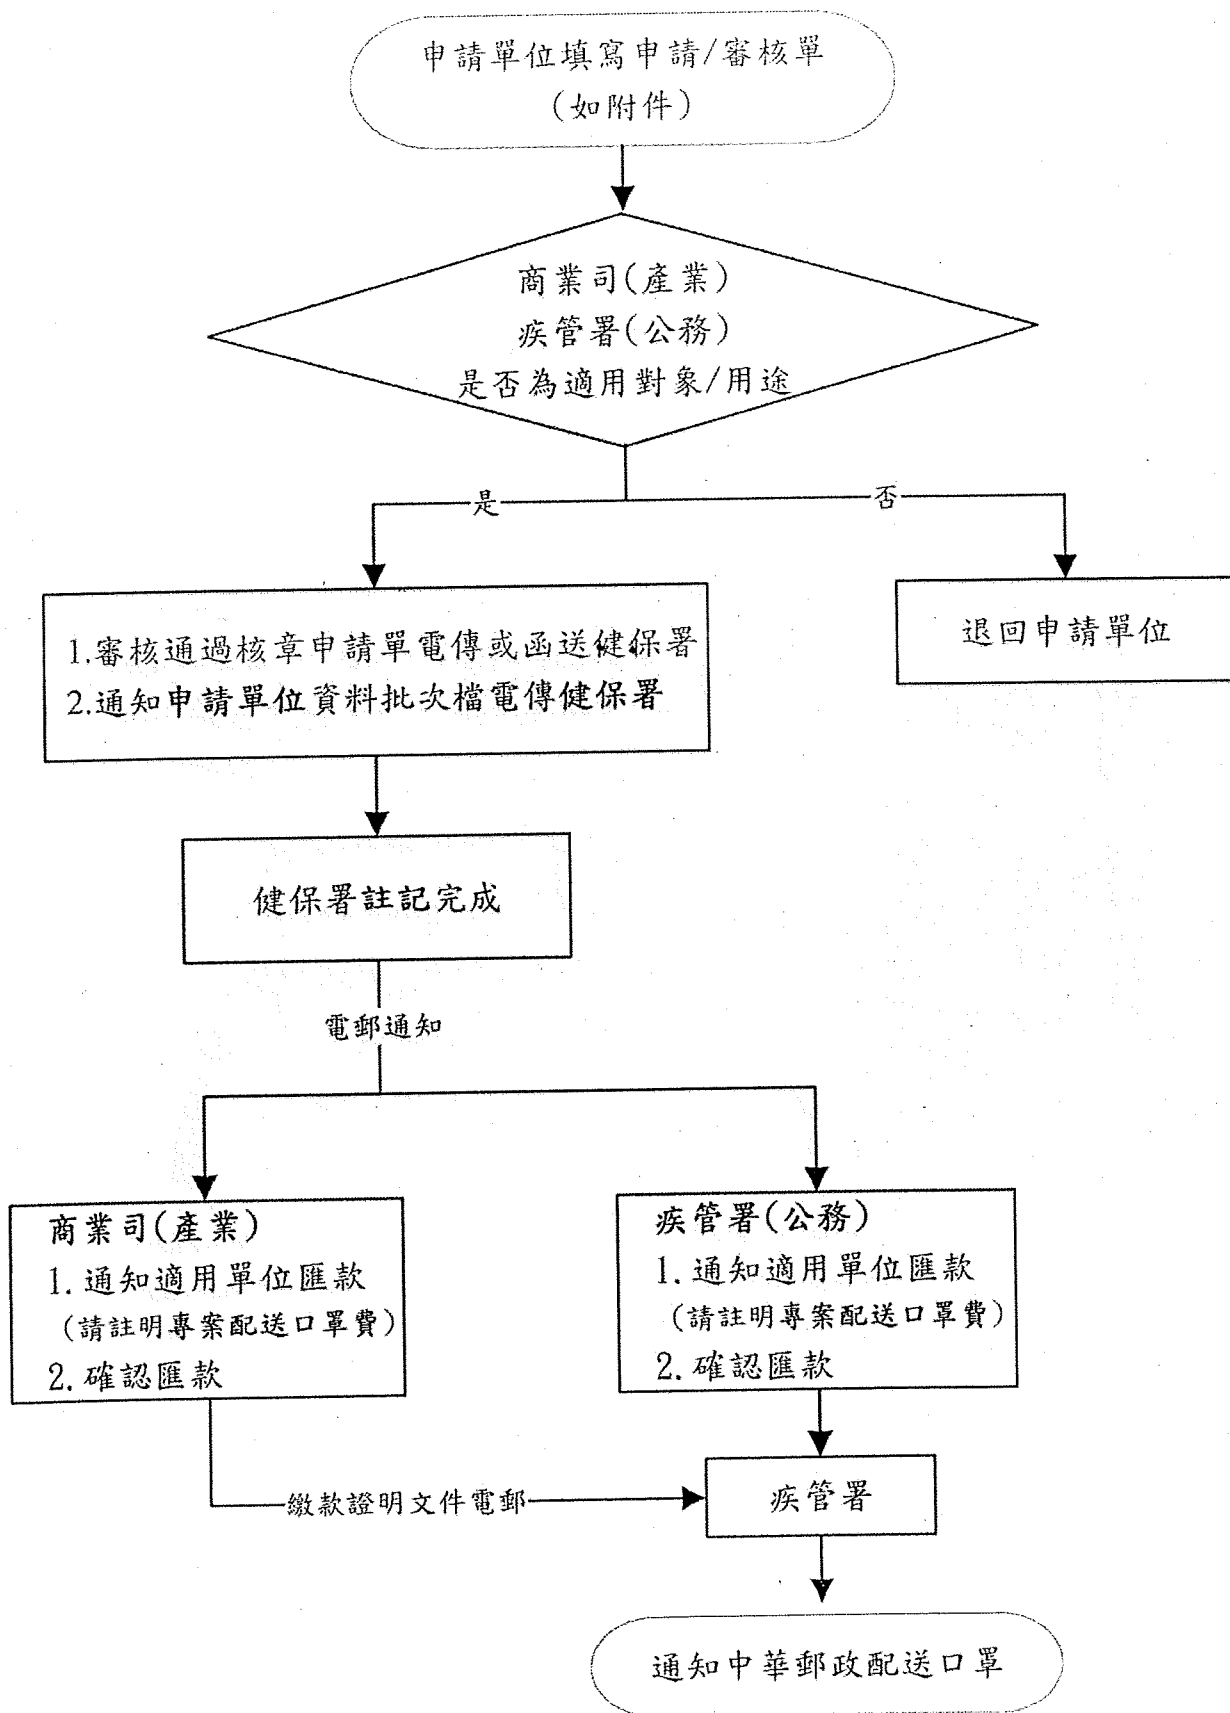 申請單位填寫申請/審核單
(如附件)
商業司(產業)
疾管署(公務)
是否為適用對象/用途
是
否
1.審核通過核章申請單電傳或函送健保署
2.通知申請單位資料批次檔電傳健保署
退回申請單位
健保署註記完成
電郵通知
商業司(產業)
1.通知適用單位匯款
(請註明專案配送口罩費)
2.確認匯款
疾管署(公務)
1.通知適用單位匯款
(請註明專案配送口罩費)
2.確認匯款
繳款證明文件電郵
疾管署
通知中華郵政配送口罩